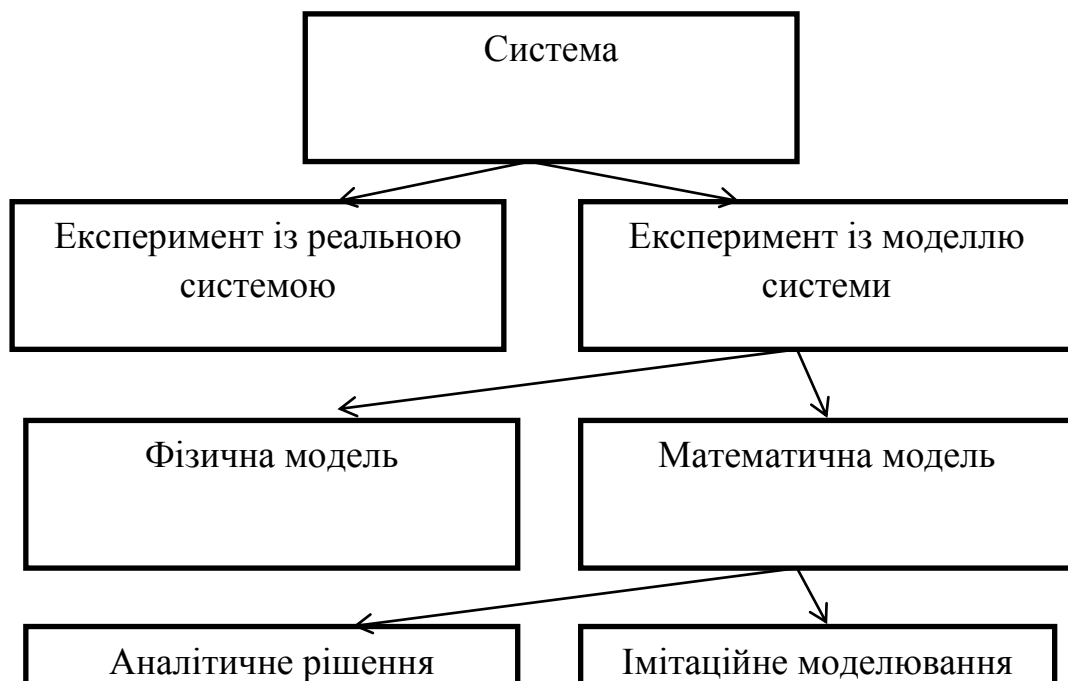 Система
Експеримент із реальною
системою
Експеримент із моделлю
системи
Фізична модель
Математична модель
Аналітичне рішення
Імітаційне моделювання